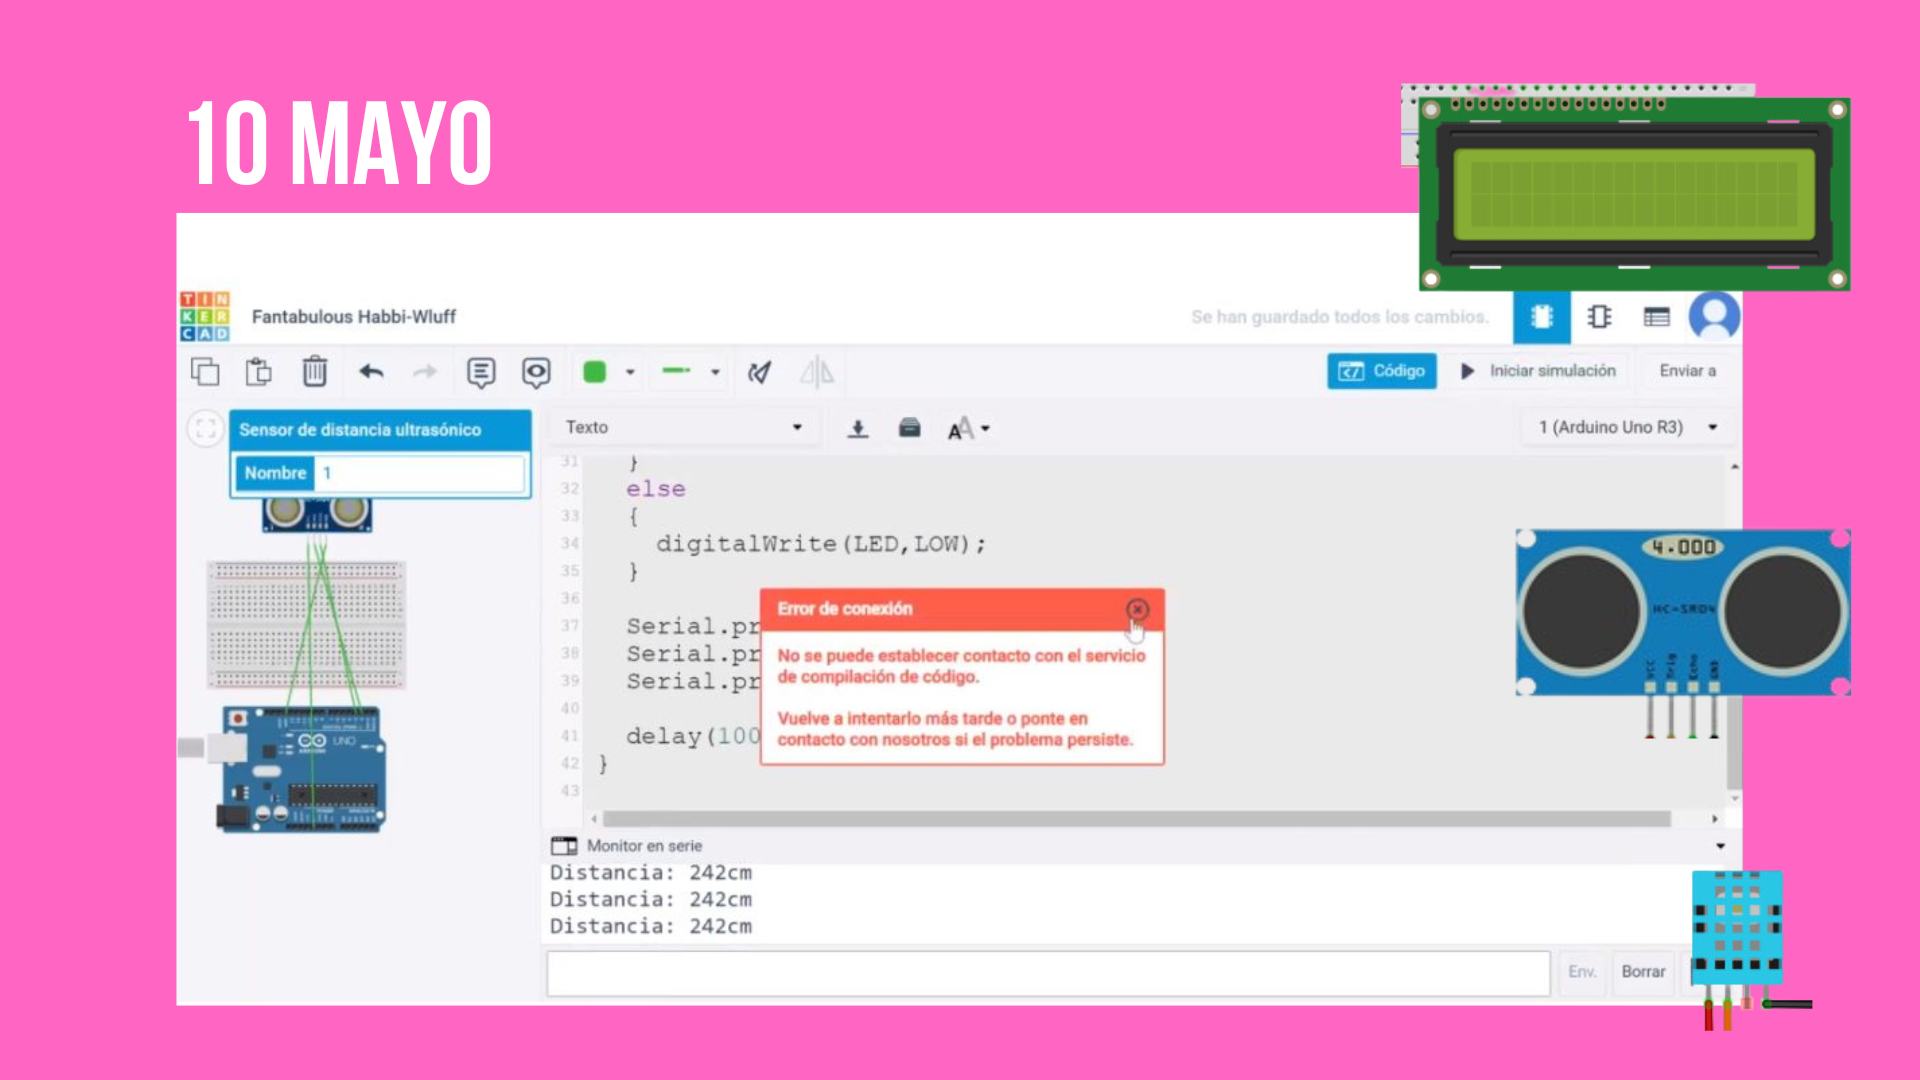 10 MAYO
TINKERCAD
Fantabulous Habbi-Wluff
Se han guardado todos los cambios.
Código
Iniciar simulación
Enviar a
Sensor de distancia ultrasónico
Nombre 1
Texto
AA
1 (Arduino Uno R3)
31 }
32 else
33 {
34 digitalWrite(LED,LOW);
35 }
36
37 Serial.pr
38 Serial.pr
39 Serial.pr
40
41 delay(100
42 }
43
Error de conexión
No se puede establecer contacto con el servicio
de compilación de código.
Vuelve a intentarlo más tarde o ponte en
contacto con nosotros si el problema persiste.
UNO
Monitor en serie
Distancia: 242cm
Distancia: 242cm
Distancia: 242cm
Env.
Borrar
4.000
HC-SR04
VCC
Trig
Echo
GND